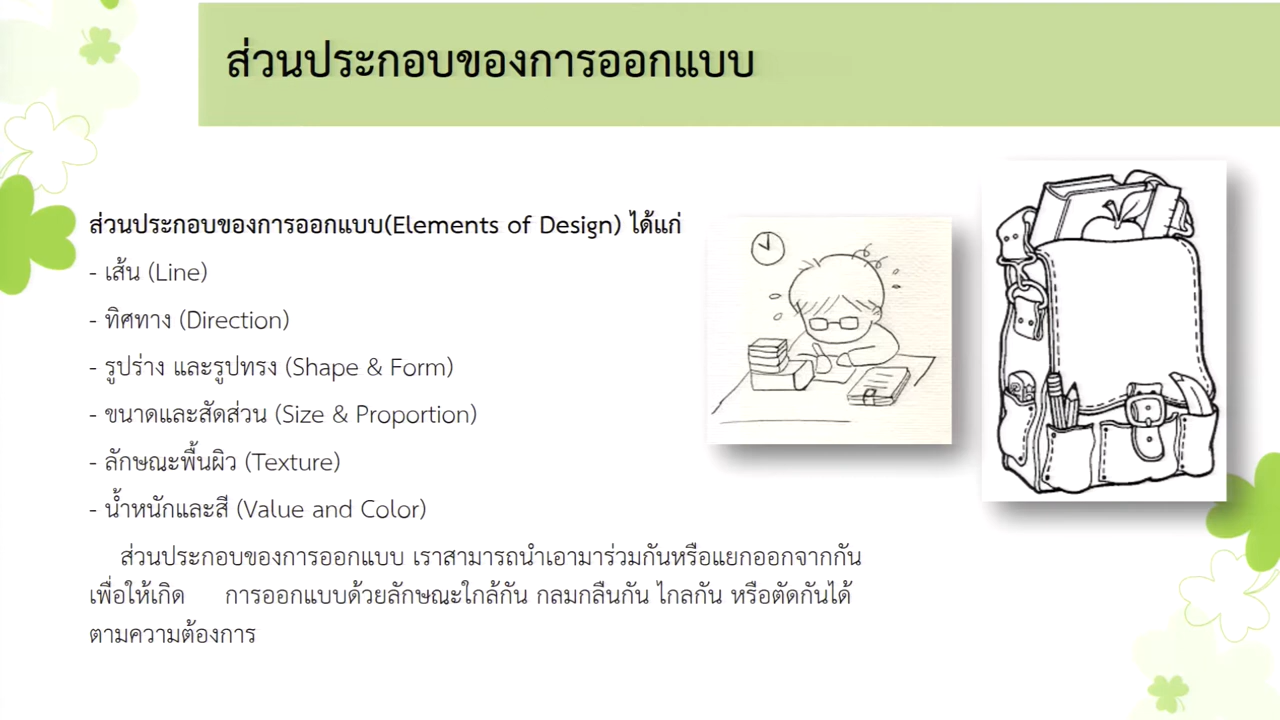 ส่วนประกอบของการออกแบบ
ส่วนประกอบของการออกแบบ(Elements of Design) ได้แก่
- เส้น (Line)
- ทิศทาง (Direction)
- รูปร่าง และรูปทรง (Shape & Form)
- ขนาดและสัดส่วน (Size & Proportion)
- ลักษณะพื้นผิว (Texture)
- น้ำหนักและสี (Value and Color)
ส่วนประกอบของการออกแบบ เราสามารถนำเอามาร่วมกันหรือแยกออกจากกัน
เพื่อให้เกิด การออกแบบด้วยลักษณะใกล้กัน กลมกลืนกัน ไกลกัน หรือตัดกันได้
ตามความต้องการ